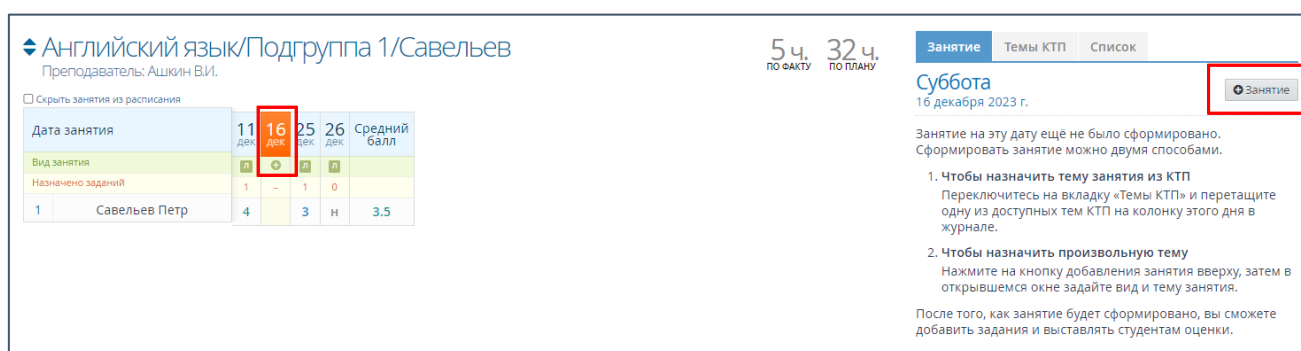 Английский язык/Подгруппа 1/Савельев
Преподаватель: Ашкин В.И.
5 ч. 32 ч.
ПО ФАКТУ ПО ПЛАНУ
Скрыть занятия из расписания
Дата занятия 11 дек 16 дек 25 дек 26 дек Средний балл
Вид занятия л л л
Назначено заданий 1 - 1 0
1 Савельев Петр 4 3 н 3.5
Занятие Темы КТП Список
Суббота
16 декабря 2023 г.
Занятие
Занятие на эту дату ещё не было сформировано.
Сформировать занятие можно двумя способами.
1. Чтобы назначить тему занятия из КТП
Переключитесь на вкладку «Темы КТП» и перетащите
одну из доступных тем КТП на колонку этого дня в
журнале.
2. Чтобы назначить произвольную тему
Нажмите на кнопку добавления занятия вверху, затем в
открывшемся окне задайте вид и тему занятия.
После того, как занятие будет сформировано, вы сможете
добавить задания и выставлять студентам оценки.